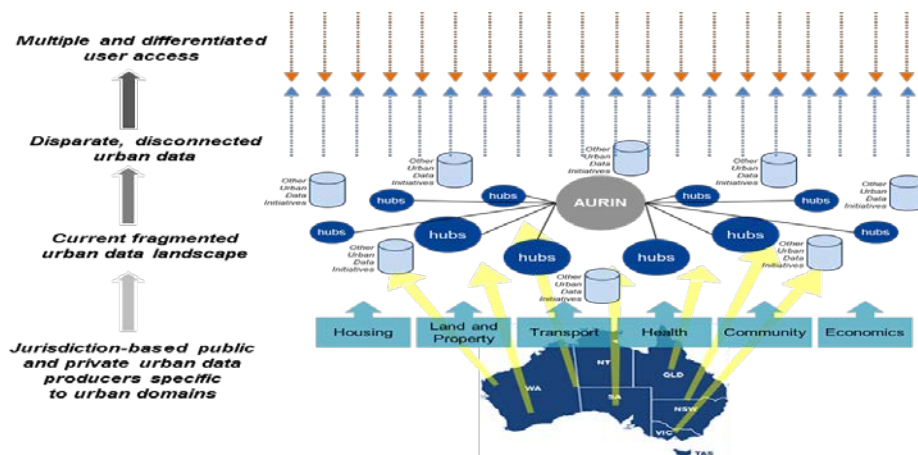 Multiple and differentiated
user access
Disparate, disconnected
urban data
Current fragmented
urban data landscape
Jurisdiction-based public
and private urban data
producers specific
to urban domains
Other
Urban
Data
Initiatives
Other
Urban
Data
Initiatives
Other
Urban
Data
Initiatives
Other
Urban
Data
Initiatives
Other
Urban
Data
Initiatives
AURIN
hubs
hubs
hubs
hubs
hubs
hubs
hubs
hubs
hubs
hubs
Other
Urban
Data
Initiatives
Other
Urban
Data
Initiatives
Other
Urban
Data
Initiatives
Housing
Land and
Property
Transport
Health
Community
Economics
WA
NT
QLD
SA
NSW
VIC
TAS